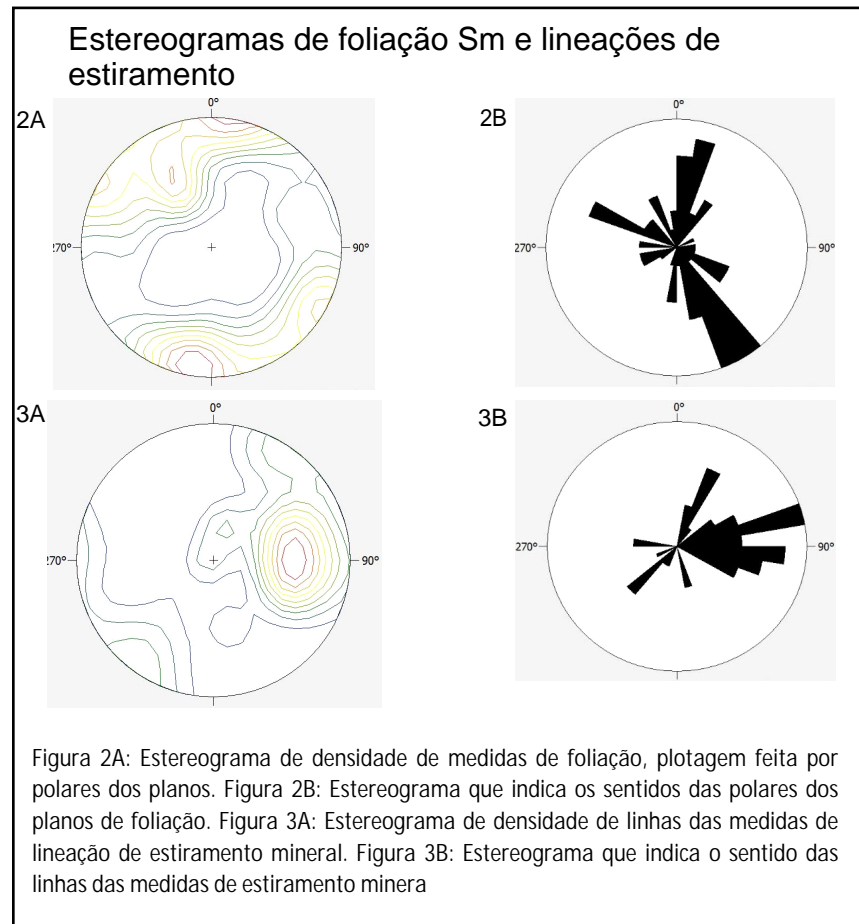 Estereogramas de foliação Sm e lineações de
estiramento
2A
0°
270°
90°
2B
0°
270°
90°
3A
0°
270°
90°
3B
0°
270°
90°
Figura 2A: Estereograma de densidade de medidas de foliação, plotagem feita por
polares dos planos. Figura 2B: Estereograma que indica os sentidos das polares dos
planos de foliação. Figura 3A: Estereograma de densidade de linhas das medidas de
lineação de estiramento mineral. Figura 3B: Estereograma que indica o sentido das
linhas das medidas de estiramento minera